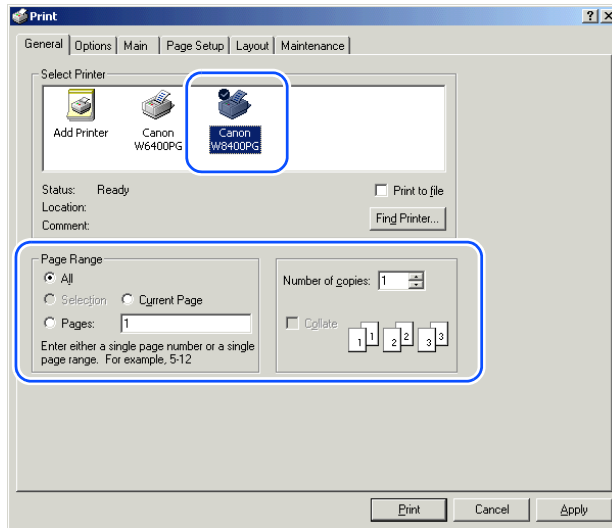 Print
General Options Main Page Setup Layout Maintenance
Select Printer
Add Printer Canon W6400PG Canon W8400PG
Status: Ready
Location:
Comment:
Print to file
Find Printer...
Page Range
All
Selection Current Page
Pages: 1
Enter either a single page number or a single
page range. For example, 5-12
Number of copies: 1
Collate
1 1 2 2 3 3
Print Cancel Apply